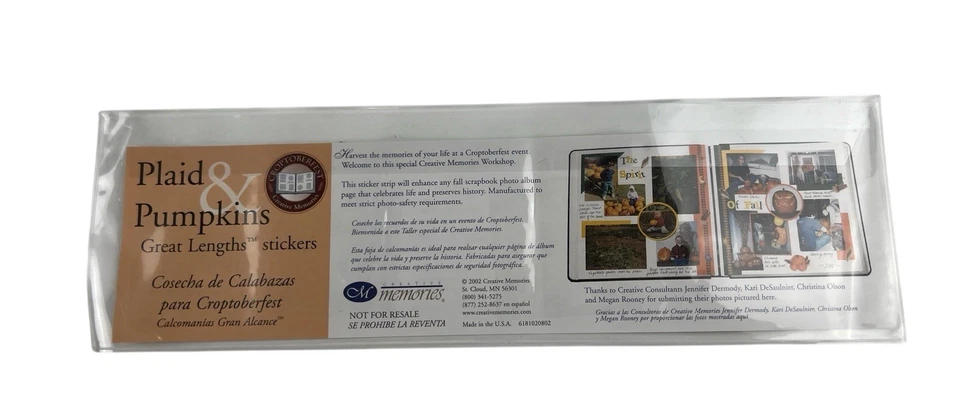 Plaid
&
Pumpkins
Great Lengths™ stickers
Cosecha de Calabazas
para Croptoberfest
Calcomanías Gran Alcance™
CROPTOBERFEST
Creative Memories
Harvest the memories of your life at a Croptoberfest event
Welcome to this special Creative Memories Workshop.
This sticker strip will enhance any fall scrapbook photo album
page that celebrates life and preserves history. Manufactured to
meet strict photo-safety requirements.
Coseche los recuerdos de su vida en un evento de Croptoberfest.
Bienvenida a este Taller especial de Creative Memories.
Esta faja de calcomanías es ideal para realzar cualquier página de álbum
que celebre la vida y preserve la historia. Fabricadas para asegurar que
cumplan con estrictas especificaciones de seguridad fotográfica.
CREATIVE
memories®
NOT FOR RESALE
SE PROHIBE LA REVENTA
© 2002 Creative Memories
St. Cloud, MN 56301
(800) 341-5275
(877) 252-8637 en español
www.creativememories.com
Made in the U.S.A. 6181020802
The
Spirit
Of Fall
Thanks to Creative Consultants Jennifer Dermody, Kari DeSaulnier, Christina Olson
and Megan Rooney for submitting their photos pictured here.
Gracias a las Consultoras de Creative Memories Jennifer Dermody, Kari DeSaulnier, Christina Olson
y Megan Rooney por proporcionar las fotos mostradas aquí